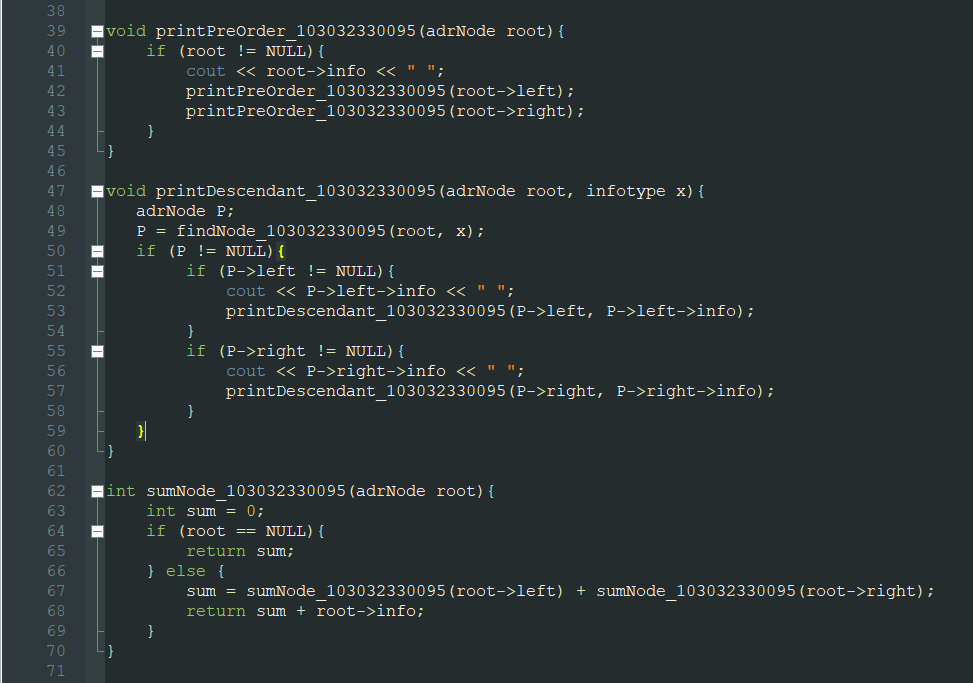 38
39 void printPreOrder_103032330095(adrNode root){
40     if (root != NULL){
41         cout << root->info << " ";
42         printPreOrder_103032330095(root->left);
43         printPreOrder_103032330095(root->right);
44     }
45 }
46
47 void printDescendant_103032330095(adrNode root, infotype x){
48    adrNode P;
49    P = findNode_103032330095(root, x);
50    if (P != NULL){
51         if (P->left != NULL){
52             cout << P->left->info << " ";
53             printDescendant_103032330095(P->left, P->left->info);
54         }
55         if (P->right != NULL){
56             cout << P->right->info << " ";
57             printDescendant_103032330095(P->right, P->right->info);
58         }
59    }
60 }
61
62 int sumNode_103032330095(adrNode root){
63     int sum = 0;
64     if (root == NULL){
65         return sum;
66     } else {
67         sum = sumNode_103032330095(root->left) + sumNode_103032330095(root->right);
68         return sum + root->info;
69     }
70 }
71